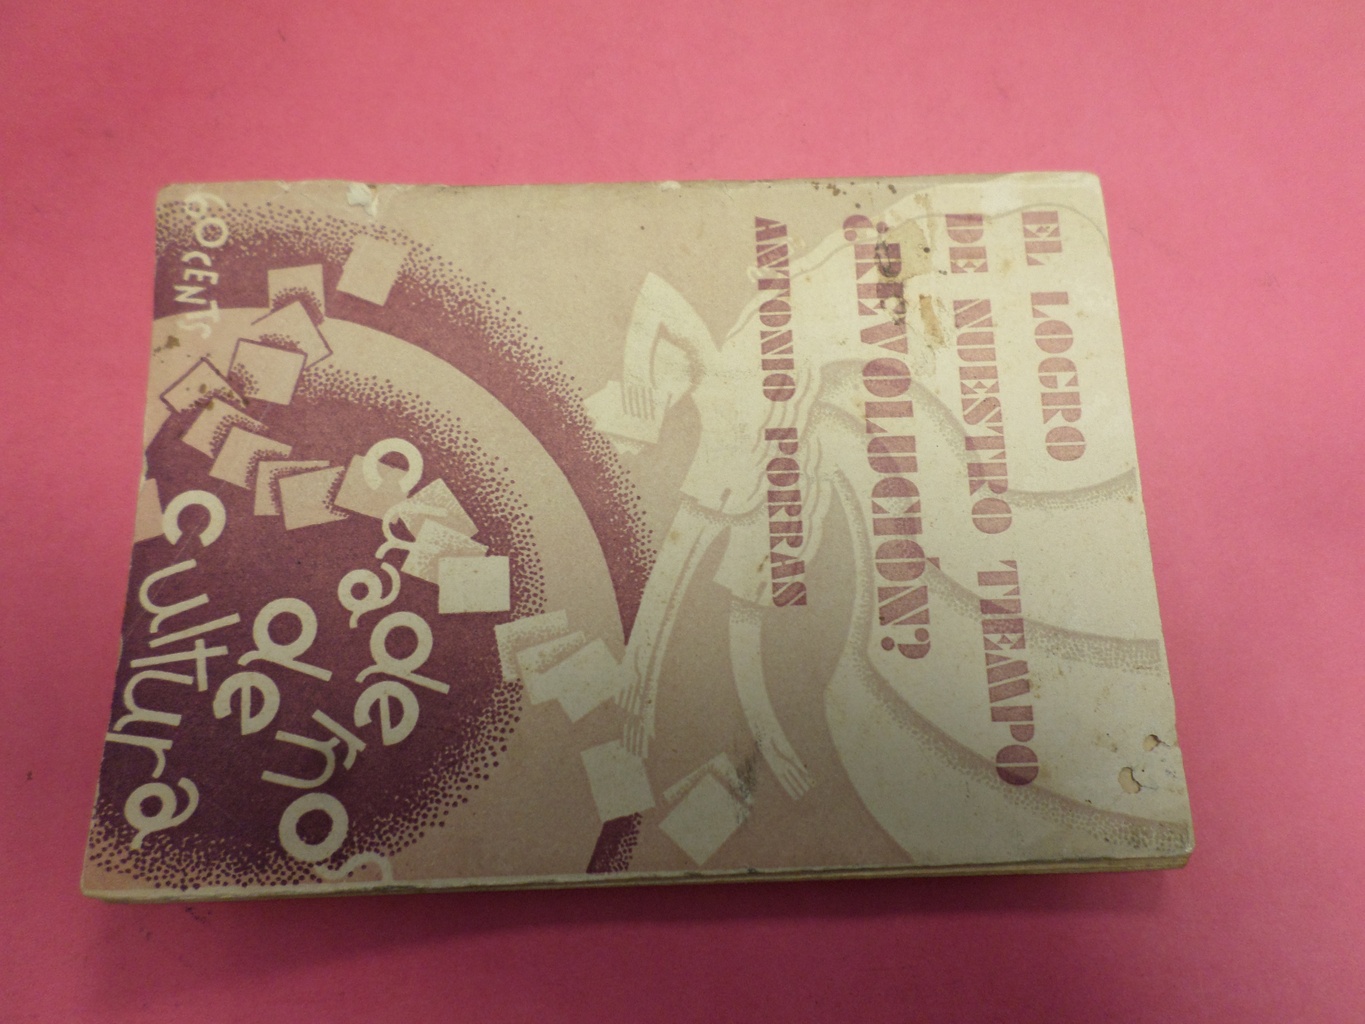 EL LOGRO
DE NUESTRO TIEMPO
¿REVOLUCIÓN?
ANTONIO PORRAS
cuadernos
de
cultura
60 CENTS